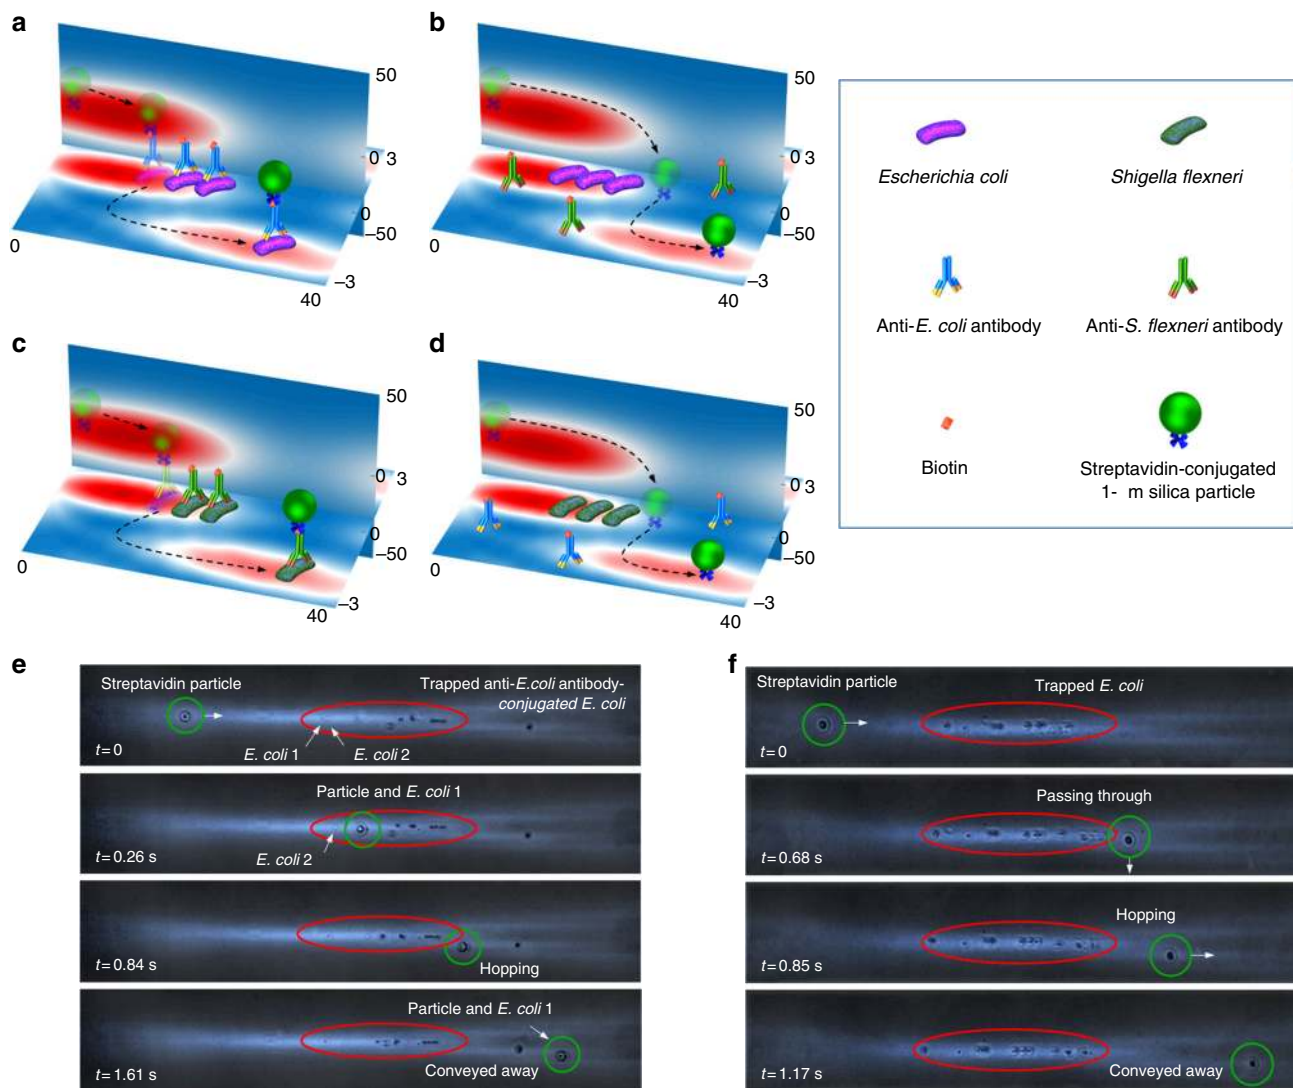 a
50
0 3
0
−50
0
−3
40
b
50
0 3
0
−50
0
−3
40
Escherichia coli
Shigella flexneri
Anti-E. coli antibody
Anti-S. flexneri antibody
Biotin
Streptavidin-conjugated
1- m silica particle
c
50
0 3
0
−50
0
−3
40
d
50
0 3
0
−50
0
−3
40
e
Streptavidin particle
Trapped anti-E.coli antibody-
conjugated E. coli
E. coli 1
E. coli 2
t=0
Particle and E. coli 1
E. coli 2
t=0.26 s
Hopping
t=0.84 s
Particle and E. coli 1
Conveyed away
t=1.61 s
f
Streptavidin particle
Trapped E. coli
t=0
Passing through
t=0.68 s
Hopping
t=0.85 s
Conveyed away
t=1.17 s